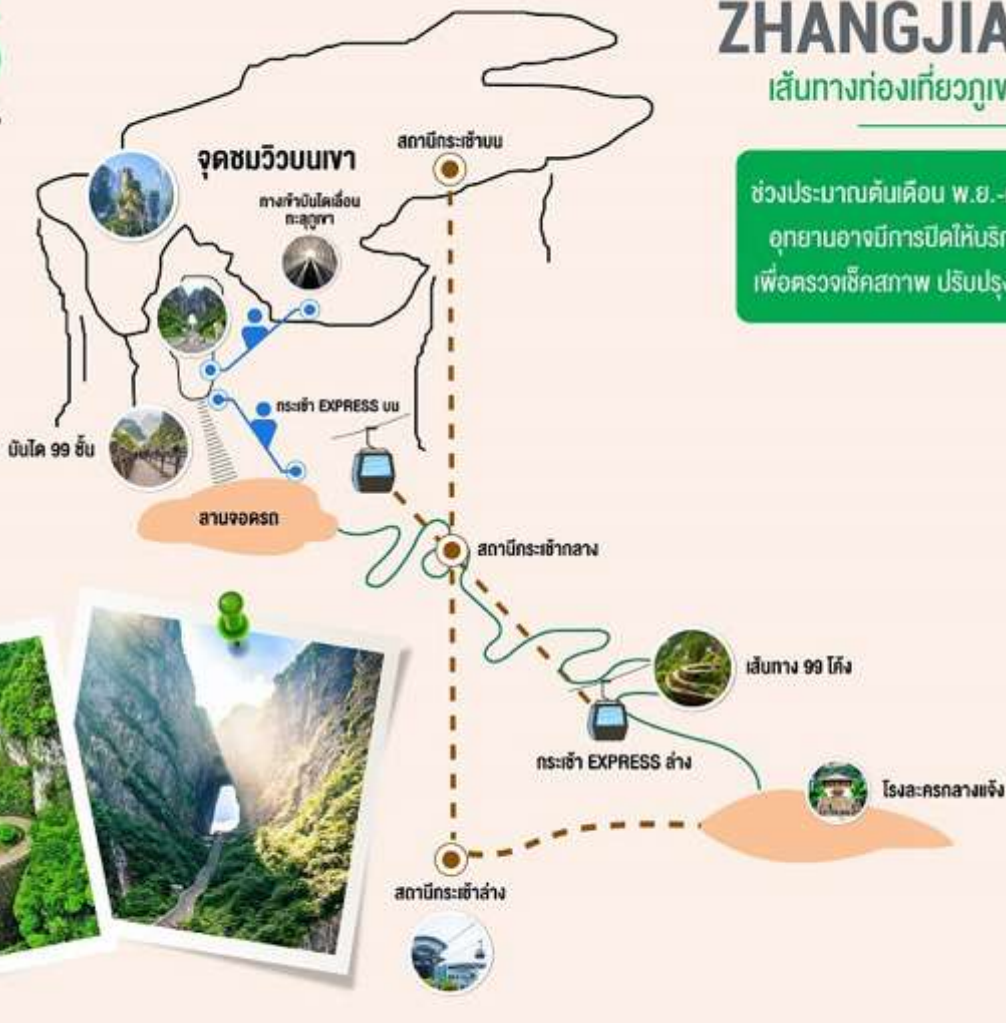 ZHANGJIA
เส้นทางท่องเที่ยวภูเข
ช่วงประมาณต้นเดือน พ.ย.-
อุทยานอาจมีการปิดให้บริก
เพื่อตรวจเช็คสภาพ ปรับปรุง
สถานีกระเช้าบน
จุดชมวิวบนเขา
ทางเข้าบันไดเลื่อน
ทะลุภูเขา
กระเช้า EXPRESS บน
บันได 99 ขั้น
ลานจอดรถ
สถานีกระเช้ากลาง
เส้นทาง 99 โค้ง
กระเช้า EXPRESS ล่าง
โรงละครกลางแจ้ง
สถานีกระเช้าล่าง